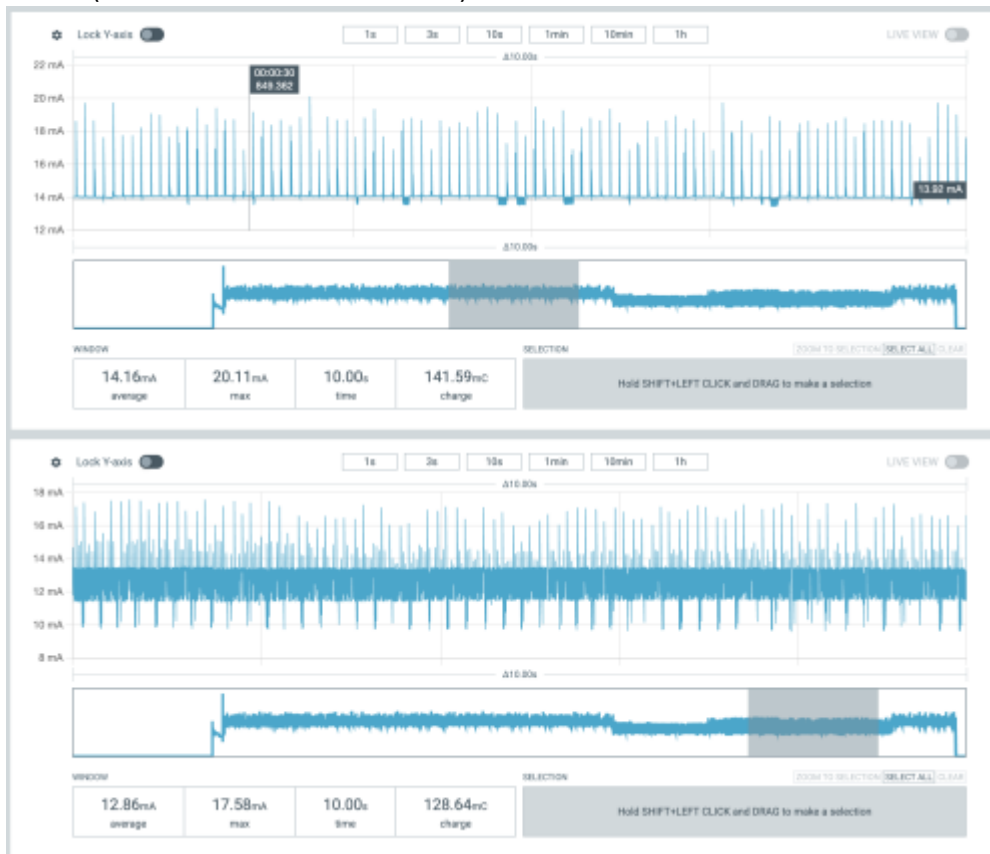 Lock Y-axis 1s 3s 10s 1min 10min 1h LIVE VIEW
Δ10.00s
22 mA
00:00:30
849.362
20 mA
18 mA
16 mA
14 mA
13.92 mA
12 mA
Δ10.00s
WINDOW SELECTION ZOOM TO SELECTION SELECT ALL CLEAR
14.16mA 20.11mA 10.00s 141.59mC
average max time charge
Hold SHIFT+LEFT CLICK and DRAG to make a selection
Lock Y-axis 1s 3s 10s 1min 10min 1h LIVE VIEW
Δ10.00s
18 mA
16 mA
14 mA
12 mA
10 mA
8 mA
Δ10.00s
WINDOW SELECTION ZOOM TO SELECTION SELECT ALL CLEAR
12.86mA 17.58mA 10.00s 128.64mC
average max time charge
Hold SHIFT+LEFT CLICK and DRAG to make a selection